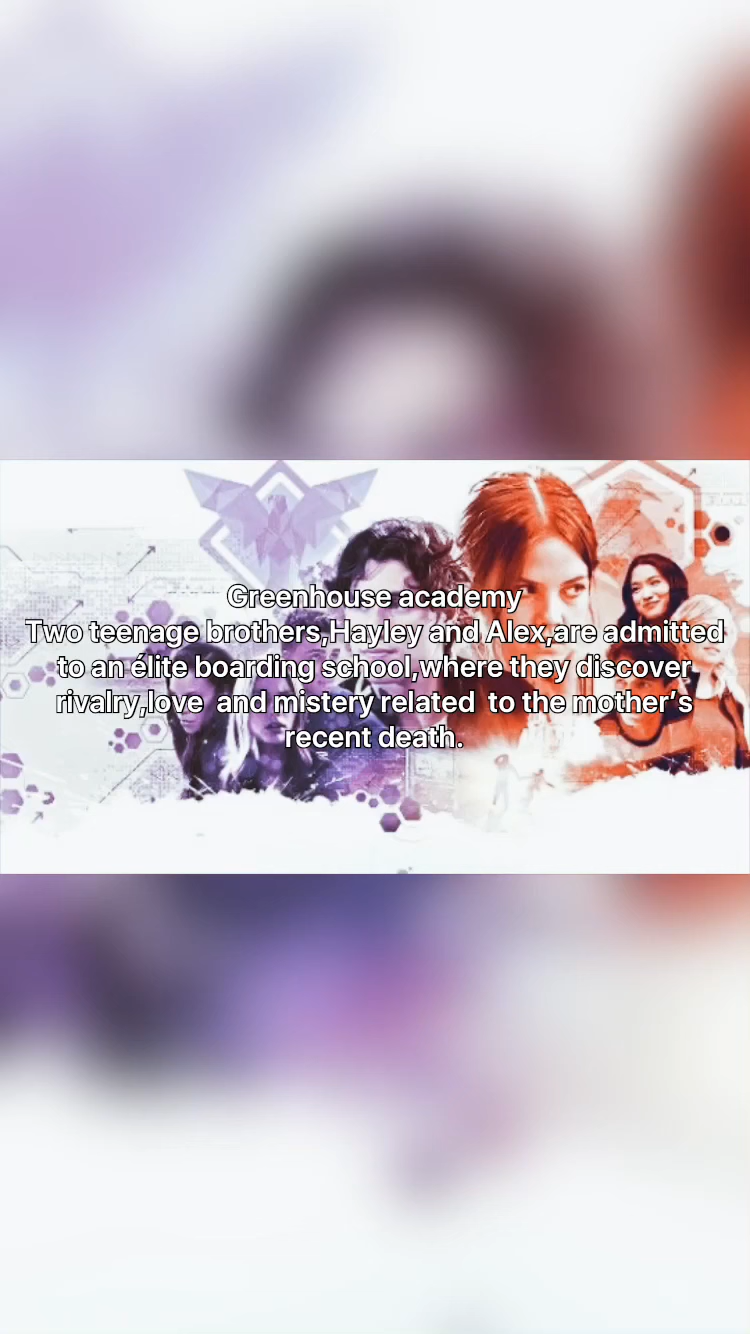 Greenhouse academy
Two teenage brothers,Hayley and Alex,are admitted
to an élite boarding school,where they discover
rivalry,love  and mistery related  to the mother’s
recent death.